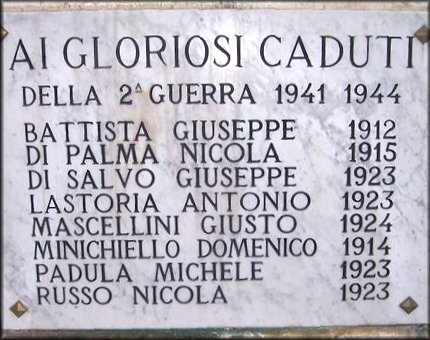 AI GLORIOSI CADUTI
DELLA 2ᴬ GUERRA 1941 1944
BATTISTA GIUSEPPE 1912
DI PALMA NICOLA 1915
DI SALVO GIUSEPPE 1923
LASTORIA ANTONIO 1923
MASCELLINI GIUSTO 1924
MINICHIELLO DOMENICO 1914
PADULA MICHELE 1923
RUSSO NICOLA 1923